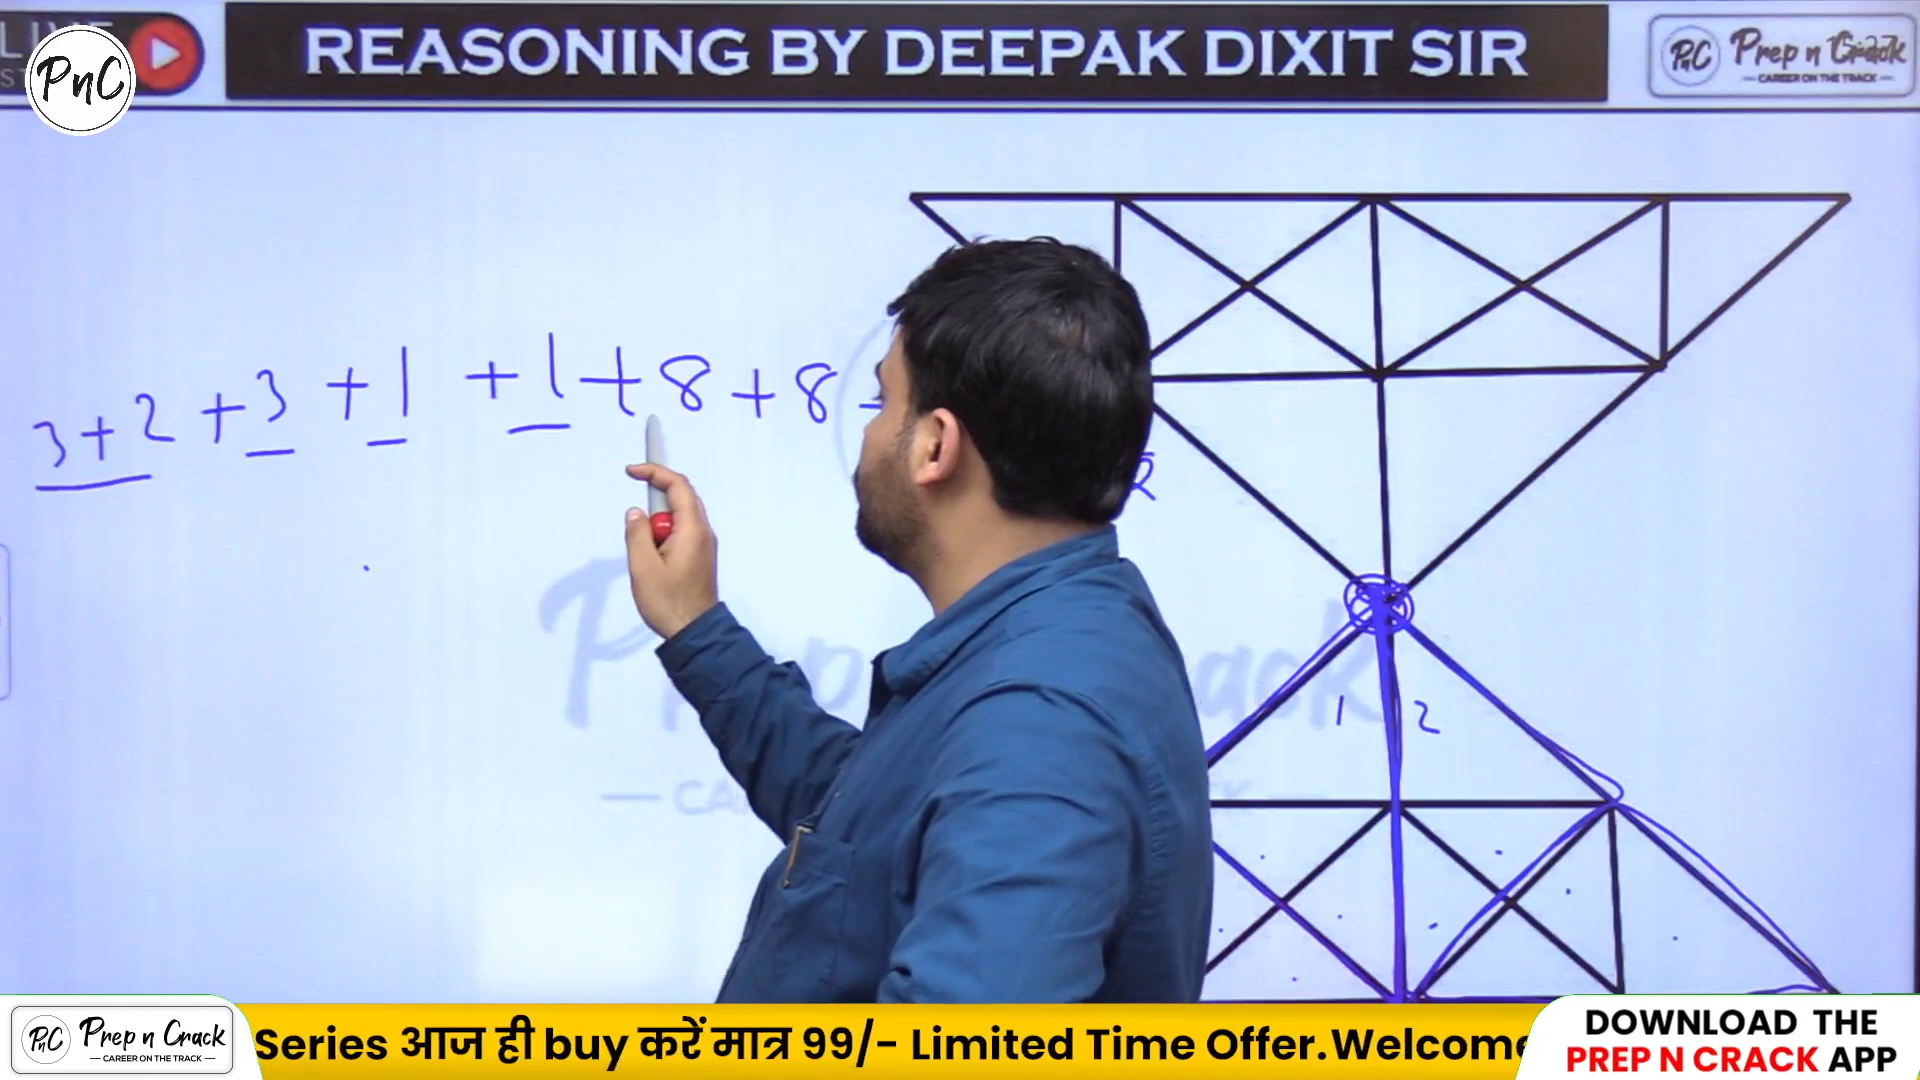 LIVE
PnC
REASONING BY DEEPAK DIXIT SIR
PnC Prep n Crack
— CAREER ON THE TRACK —
3+2 +3 +1 +1+8+8
2
1 2
PnC Prep n Crack
— CAREER ON THE TRACK —
Series आज ही buy करें मात्र 99/- Limited Time Offer.Welcome
DOWNLOAD THE
PREP N CRACK APP